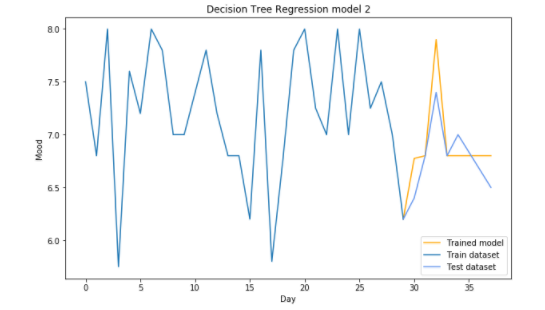 Decision Tree Regression model 2
8.0
7.5
7.0
6.5
6.0
Mood
0 5 10 15 20 25 30 35
Day
Trained model
Train dataset
Test dataset